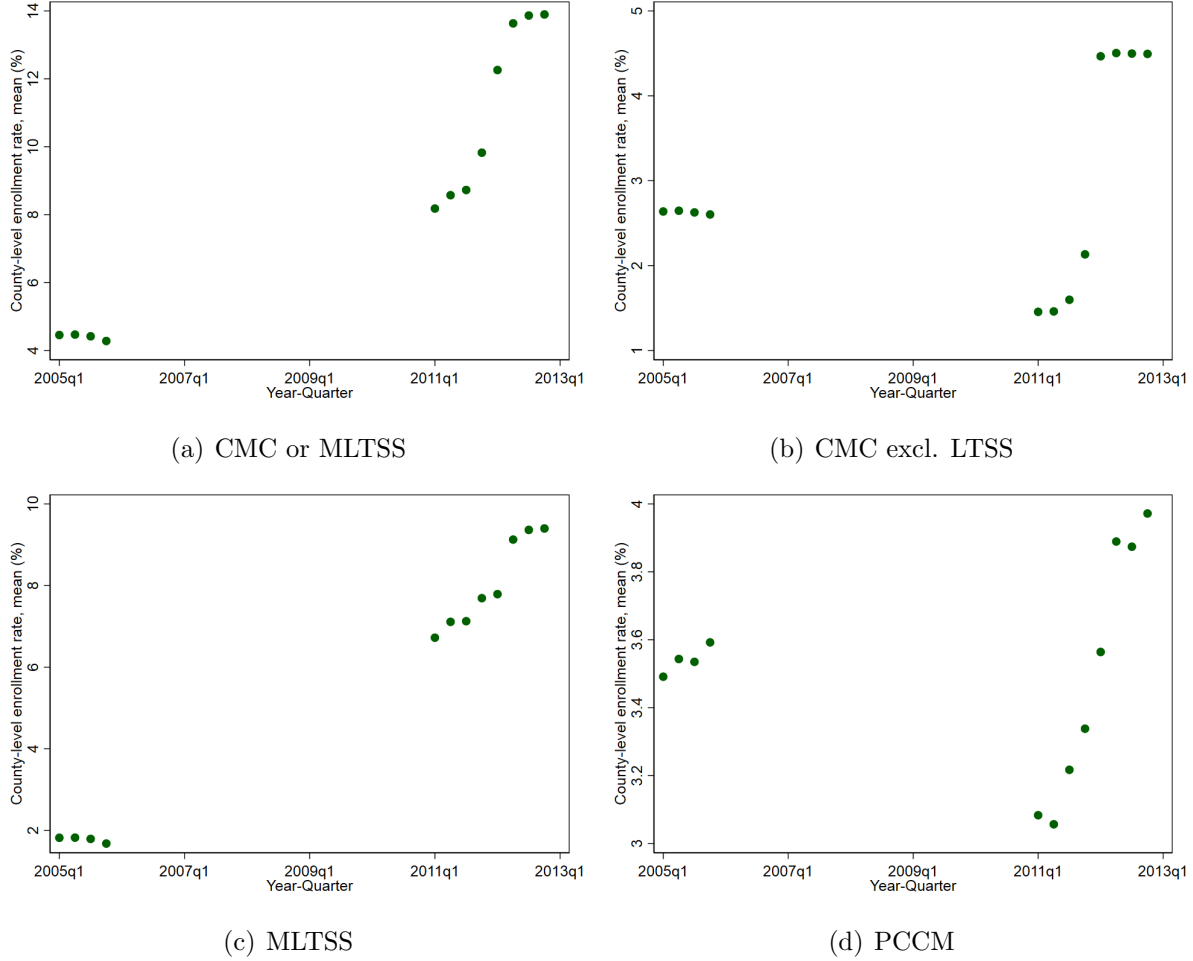 County-level enrollment rate, mean (%)
14
12
10
8
6
4
2005q1 2007q1 2009q1 2011q1 2013q1
Year-Quarter
(a) CMC or MLTSS
County-level enrollment rate, mean (%)
5
4
3
2
1
2005q1 2007q1 2009q1 2011q1 2013q1
Year-Quarter
(b) CMC excl. LTSS
County-level enrollment rate, mean (%)
10
8
6
4
2
2005q1 2007q1 2009q1 2011q1 2013q1
Year-Quarter
(c) MLTSS
County-level enrollment rate, mean (%)
4
3.8
3.6
3.4
3.2
3
2005q1 2007q1 2009q1 2011q1 2013q1
Year-Quarter
(d) PCCM